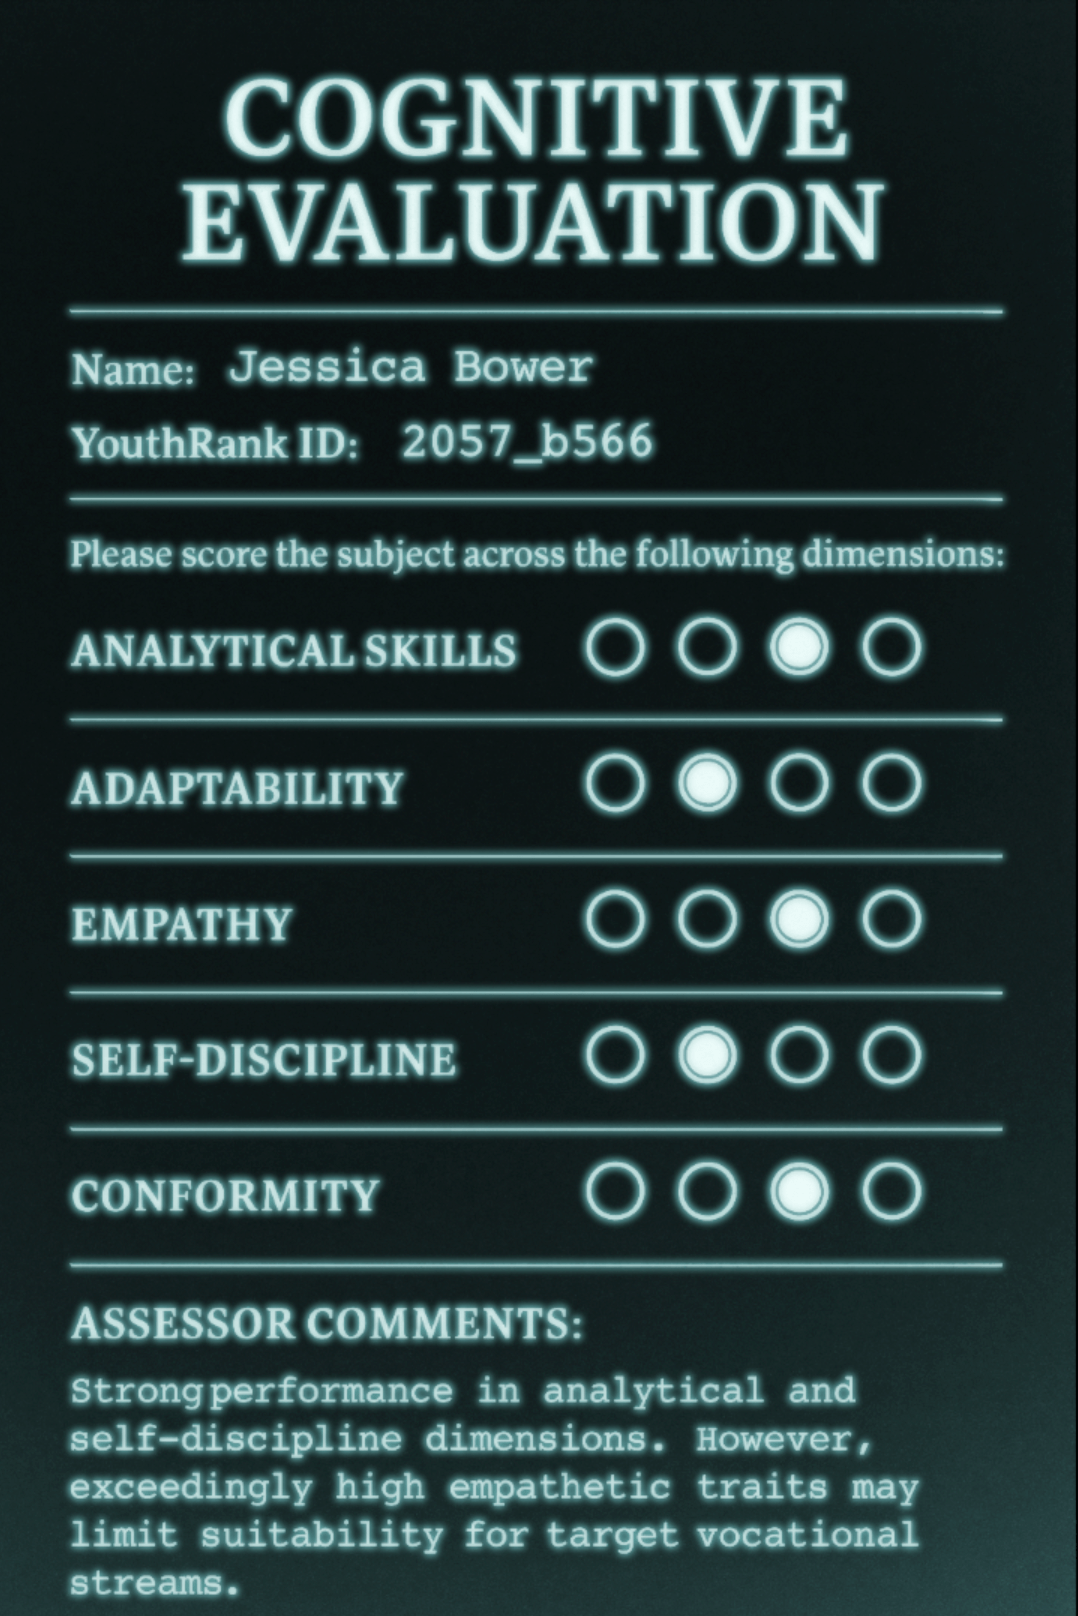 COGNITIVE
EVALUATION
Name: Jessica Bower
YouthRank ID: 2057_b566
Please score the subject across the following dimensions:
ANALYTICAL SKILLS
ADAPTABILITY
EMPATHY
SELF-DISCIPLINE
CONFORMITY
ASSESSOR COMMENTS:
Strong performance in analytical and
self-discipline dimensions. However,
exceedingly high empathetic traits may
limit suitability for target vocational
streams.